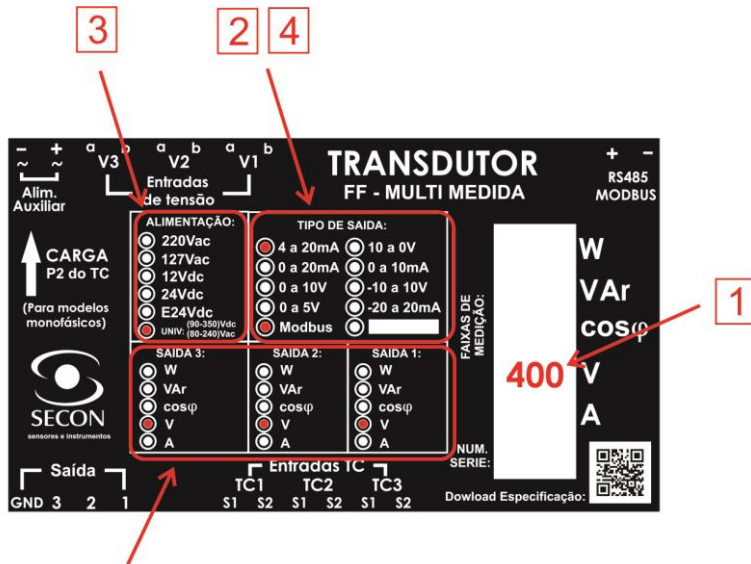 3
2 4
- + a b a b a b
~ ~ V3 V2 V1
Alim.
Auxiliar
Entradas
de tensão
TRANSDUTOR
FF - MULTI MEDIDA
+ -
RS485
MODBUS
CARGA
P2 do TC
(Para modelos
monofásicos)
SECON
sensores e instrumentos
ALIMENTAÇÃO:
220Vac
127Vac
12Vdc
24Vdc
E24Vdc
UNIV: (90-350)Vdc
(80-240)Vac
TIPO DE SAIDA:
4 a 20mA 10 a 0V
0 a 20mA 0 a 10mA
0 a 10V -10 a 10V
0 a 5V -20 a 20mA
Modbus
SAIDA 3: SAIDA 2: SAIDA 1:
W W W
VAr VAr VAr
cosφ cosφ cosφ
V V V
A A A
FAIXAS DE
MEDIÇÃO:
400
W
VAr
cosφ
V
A
1
NUM.
SERIE:
Dowload Especificação:
Saída
GND 3 2 1
Entradas TC
TC1 TC2 TC3
S1 S2 S1 S2 S1 S2